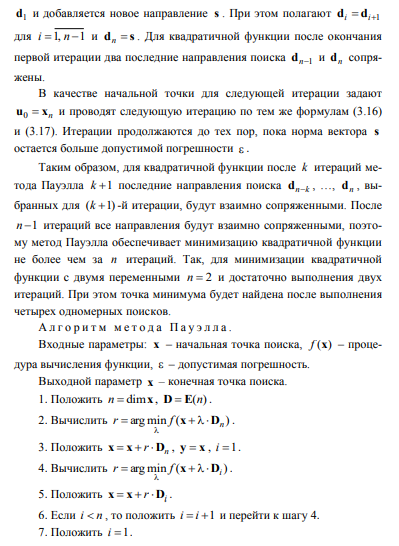 d₁ и добавляется новое направление s . При этом полагают dᵢ = dᵢ₊₁
для i = 1, n−1 и dₙ = s . Для квадратичной функции после окончания
первой итерации два последние направления поиска dₙ₋₁ и dₙ сопря-
жены.
В качестве начальной точки для следующей итерации задают
u₀ = xₙ и проводят следующую итерацию по тем же формулам (3.16)
и (3.17). Итерации продолжаются до тех пор, пока норма вектора s
остается больше допустимой погрешности ε .
Таким образом, для квадратичной функции после k итераций ме-
тода Пауэлла k +1 последние направления поиска dₙ₋ₖ , …, dₙ , вы-
бранных для (k +1) -й итерации, будут взаимно сопряженными. После
n −1 итераций все направления будут взаимно сопряженными, поэто-
му метод Пауэлла обеспечивает минимизацию квадратичной функции
не более чем за n итераций. Так, для минимизации квадратичной
функции с двумя переменными n = 2 и достаточно выполнения двух
итераций. При этом точка минимума будет найдена после выполнения
четырех одномерных поисков.
Алгоритм метода Пауэлла.
Входные параметры: x – начальная точка поиска, f (x) – проце-
дура вычисления функции, ε – допустимая погрешность.
Выходной параметр x – конечная точка поиска.
1. Положить n = dim x , D = E(n) .
2. Вычислить r = arg min f (x + λ · Dₙ ) .
λ
3. Положить x = x + r · Dₙ , y = x , i = 1.
4. Вычислить r = arg min f (x + λ · Dᵢ ) .
λ
5. Положить x = x + r · Dᵢ .
6. Если i < n , то положить i = i +1 и перейти к шагу 4.
7. Положить i = 1.